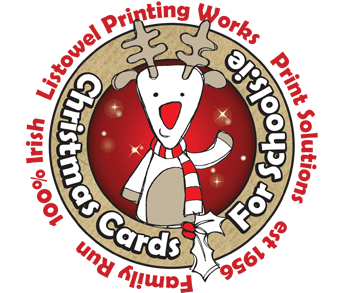 Listowel Printing Works
Print Solutions
est 1956
Family Run
100% Irish
Christmas Cards
For Schools.ie